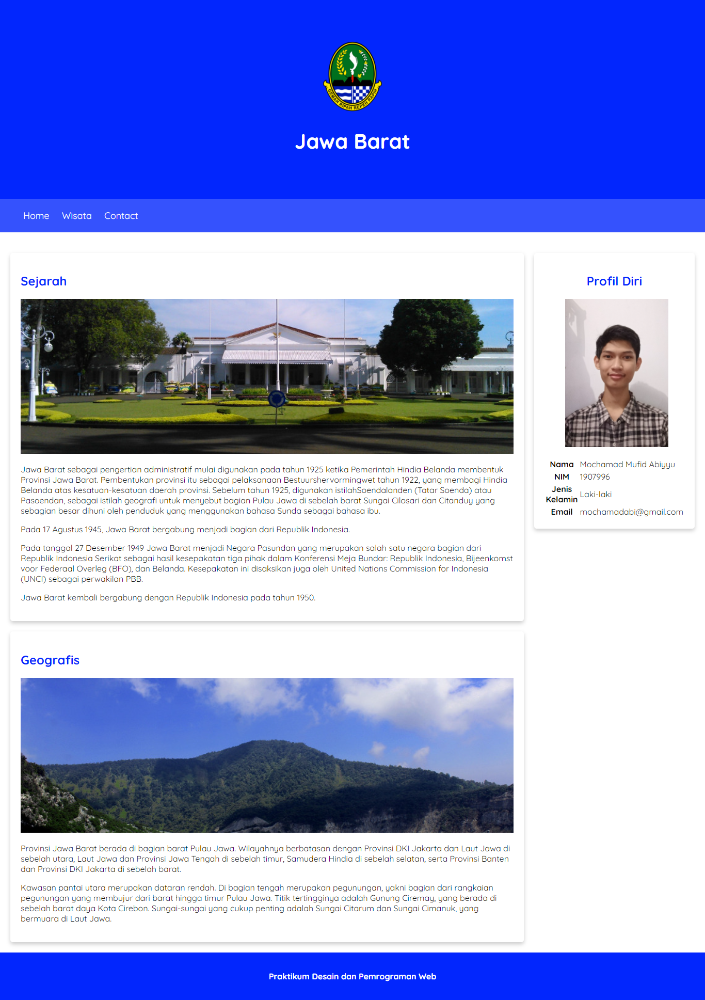 GEMAH RIPAH REPEH RAPIH
Jawa Barat
Home Wisata Contact
Sejarah
Jawa Barat sebagai pengertian administratif mulai digunakan pada tahun 1925 ketika Pemerintah Hindia Belanda membentuk
Provinsi Jawa Barat. Pembentukan provinsi itu sebagai pelaksanaan Bestuurshervormingwet tahun 1922, yang membagi Hindia
Belanda atas kesatuan-kesatuan daerah provinsi. Sebelum tahun 1925, digunakan istilahSoendalanden (Tatar Soenda) atau
Pasoendan, sebagai istilah geografi untuk menyebut bagian Pulau Jawa di sebelah barat Sungai Cilosari dan Citanduy yang
sebagian besar dihuni oleh penduduk yang menggunakan bahasa Sunda sebagai bahasa ibu.
Pada 17 Agustus 1945, Jawa Barat bergabung menjadi bagian dari Republik Indonesia.
Pada tanggal 27 Desember 1949 Jawa Barat menjadi Negara Pasundan yang merupakan salah satu negara bagian dari
Republik Indonesia Serikat sebagai hasil kesepakatan tiga pihak dalam Konferensi Meja Bundar: Republik Indonesia, Bijeenkomst
voor Federaal Overleg (BFO), dan Belanda. Kesepakatan ini disaksikan juga oleh United Nations Commission for Indonesia
(UNCI) sebagai perwakilan PBB.
Jawa Barat kembali bergabung dengan Republik Indonesia pada tahun 1950.
Geografis
Provinsi Jawa Barat berada di bagian barat Pulau Jawa. Wilayahnya berbatasan dengan Provinsi DKI Jakarta dan Laut Jawa di
sebelah utara, Laut Jawa dan Provinsi Jawa Tengah di sebelah timur, Samudera Hindia di sebelah selatan, serta Provinsi Banten
dan Provinsi DKI Jakarta di sebelah barat.
Kawasan pantai utara merupakan dataran rendah. Di bagian tengah merupakan pegunungan, yakni bagian dari rangkaian
pegunungan yang membujur dari barat hingga timur Pulau Jawa. Titik tertingginya adalah Gunung Ciremay, yang berada di
sebelah barat daya Kota Cirebon. Sungai-sungai yang cukup penting adalah Sungai Citarum dan Sungai Cimanuk, yang
bermuara di Laut Jawa.
Profil Diri
Nama Mochamad Mufid Abiyyu
NIM 1907996
Jenis
Kelamin Laki-laki
Email mochamadabi@gmail.com
Praktikum Desain dan Pemrograman Web